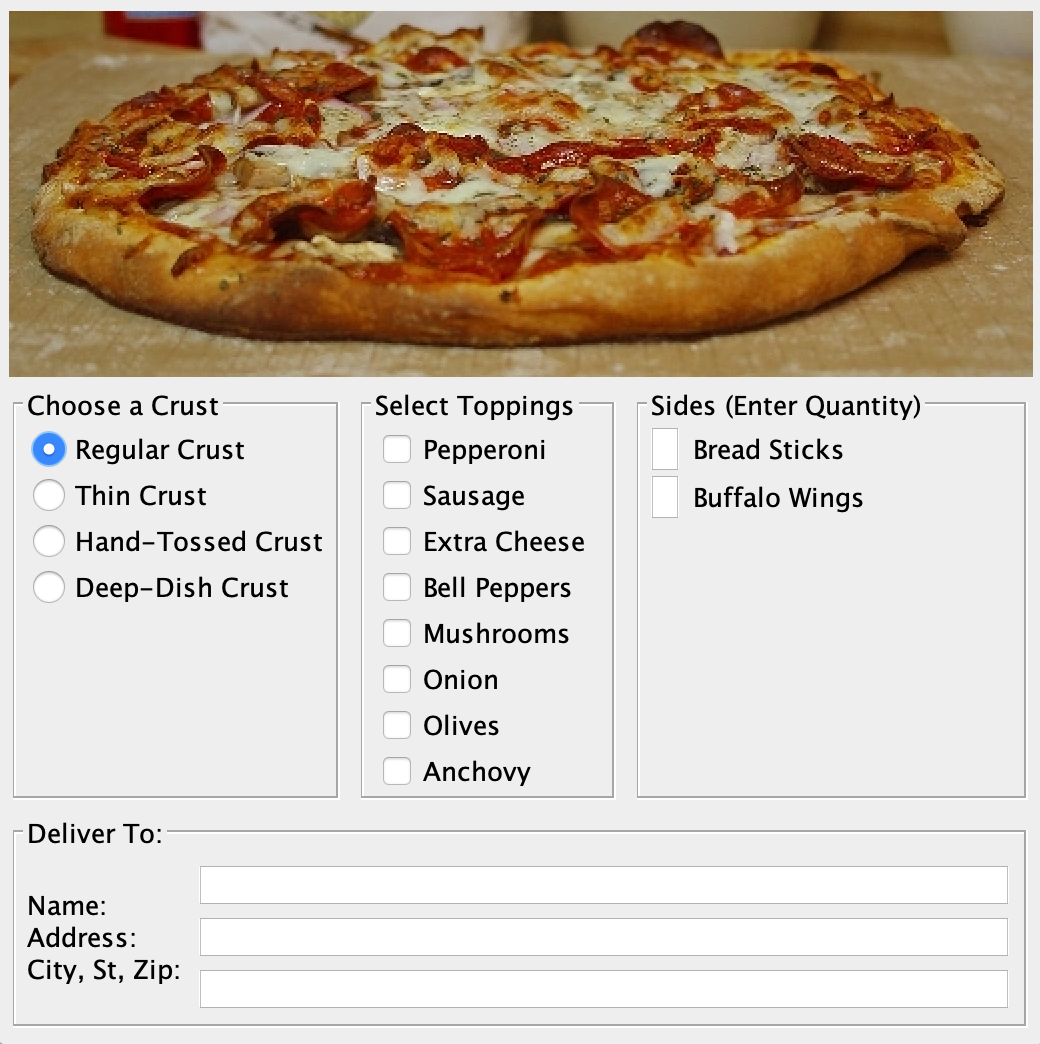 Choose a Crust
Regular Crust
Thin Crust
Hand-Tossed Crust
Deep-Dish Crust
Select Toppings
Pepperoni
Sausage
Extra Cheese
Bell Peppers
Mushrooms
Onion
Olives
Anchovy
Sides (Enter Quantity)
Bread Sticks
Buffalo Wings
Deliver To:
Name:
Address:
City, St, Zip: